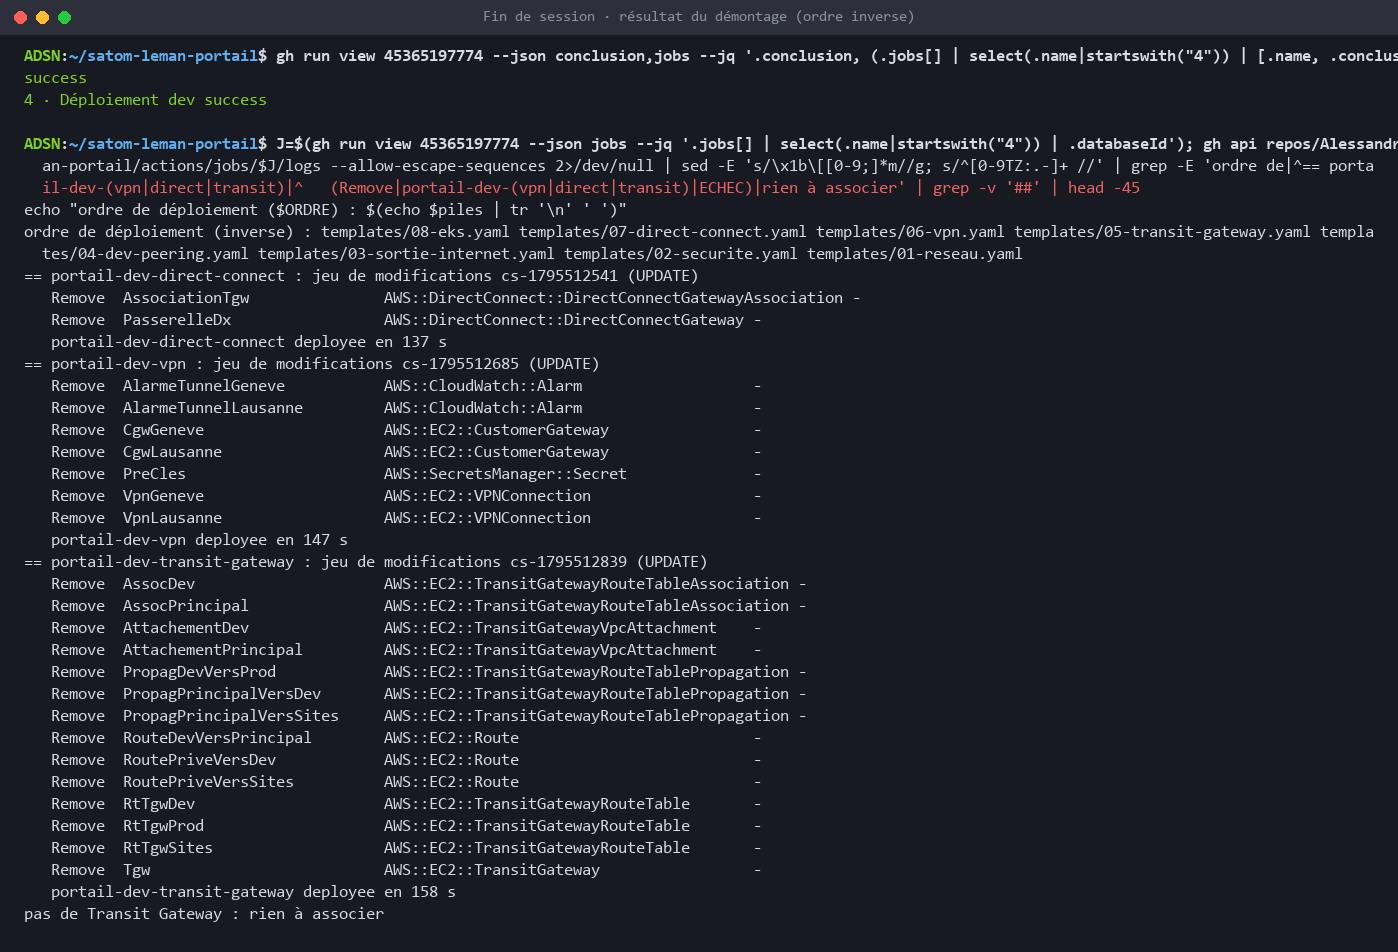 Fin de session · résultat du démontage (ordre inverse)
ADSN:~/satom-leman-portail$ gh run view 45365197774 --json conclusion,jobs --jq '.conclusion, (.jobs[] | select(.name|startswith("4")) | [.name, .conclus
success
4 · Déploiement dev success
ADSN:~/satom-leman-portail$ J=$(gh run view 45365197774 --json jobs --jq '.jobs[] | select(.name|startswith("4")) | .databaseId'); gh api repos/Alessandr
an-portail/actions/jobs/$J/logs --allow-escape-sequences 2>/dev/null | sed -E 's/\x1b\[[0-9;]*m//g; s/^[0-9TZ:.-]+ //' | grep -E 'ordre de|^== porta
il-dev-(vpn|direct|transit)|^   (Remove|portail-dev-(vpn|direct|transit)|ECHEC)|rien à associer' | grep -v '##' | head -45
echo "ordre de déploiement ($ORDRE) : $(echo $piles | tr '\n' ' ')"
ordre de déploiement (inverse) : templates/08-eks.yaml templates/07-direct-connect.yaml templates/06-vpn.yaml templates/05-transit-gateway.yaml templa
tes/04-dev-peering.yaml templates/03-sortie-internet.yaml templates/02-securite.yaml templates/01-reseau.yaml
== portail-dev-direct-connect : jeu de modifications cs-1795512541 (UPDATE)
Remove  AssociationTgw               AWS::DirectConnect::DirectConnectGatewayAssociation -
Remove  PasserelleDx                 AWS::DirectConnect::DirectConnectGateway -
portail-dev-direct-connect deployee en 137 s
== portail-dev-vpn : jeu de modifications cs-1795512685 (UPDATE)
Remove  AlarmeTunnelGeneve           AWS::CloudWatch::Alarm                   -
Remove  AlarmeTunnelLausanne         AWS::CloudWatch::Alarm                   -
Remove  CgwGeneve                    AWS::EC2::CustomerGateway                -
Remove  CgwLausanne                  AWS::EC2::CustomerGateway                -
Remove  PreCles                      AWS::SecretsManager::Secret              -
Remove  VpnGeneve                    AWS::EC2::VPNConnection                  -
Remove  VpnLausanne                  AWS::EC2::VPNConnection                  -
portail-dev-vpn deployee en 147 s
== portail-dev-transit-gateway : jeu de modifications cs-1795512839 (UPDATE)
Remove  AssocDev                     AWS::EC2::TransitGatewayRouteTableAssociation -
Remove  AssocPrincipal               AWS::EC2::TransitGatewayRouteTableAssociation -
Remove  AttachementDev               AWS::EC2::TransitGatewayVpcAttachment    -
Remove  AttachementPrincipal         AWS::EC2::TransitGatewayVpcAttachment    -
Remove  PropagDevVersProd            AWS::EC2::TransitGatewayRouteTablePropagation -
Remove  PropagPrincipalVersDev       AWS::EC2::TransitGatewayRouteTablePropagation -
Remove  PropagPrincipalVersSites     AWS::EC2::TransitGatewayRouteTablePropagation -
Remove  RouteDevVersPrincipal        AWS::EC2::Route                          -
Remove  RoutePriveVersDev            AWS::EC2::Route                          -
Remove  RoutePriveVersSites          AWS::EC2::Route                          -
Remove  RtTgwDev                     AWS::EC2::TransitGatewayRouteTable       -
Remove  RtTgwProd                    AWS::EC2::TransitGatewayRouteTable       -
Remove  RtTgwSites                   AWS::EC2::TransitGatewayRouteTable       -
Remove  Tgw                          AWS::EC2::TransitGateway                 -
portail-dev-transit-gateway deployee en 158 s
pas de Transit Gateway : rien à associer